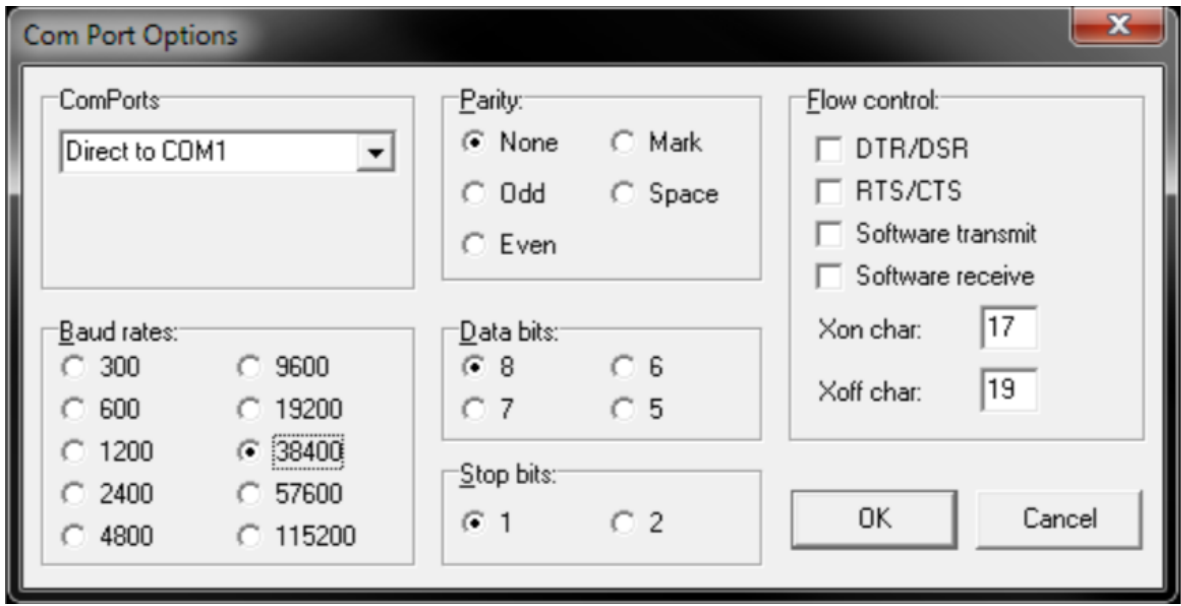 Com Port Options
ComPorts
Direct to COM1
Parity:
None Mark
Odd Space
Even
Flow control:
DTR/DSR
RTS/CTS
Software transmit
Software receive
Xon char: 17
Xoff char: 19
Baud rates:
300 9600
600 19200
1200 38400
2400 57600
4800 115200
Data bits:
8 6
7 5
Stop bits:
1 2
OK Cancel